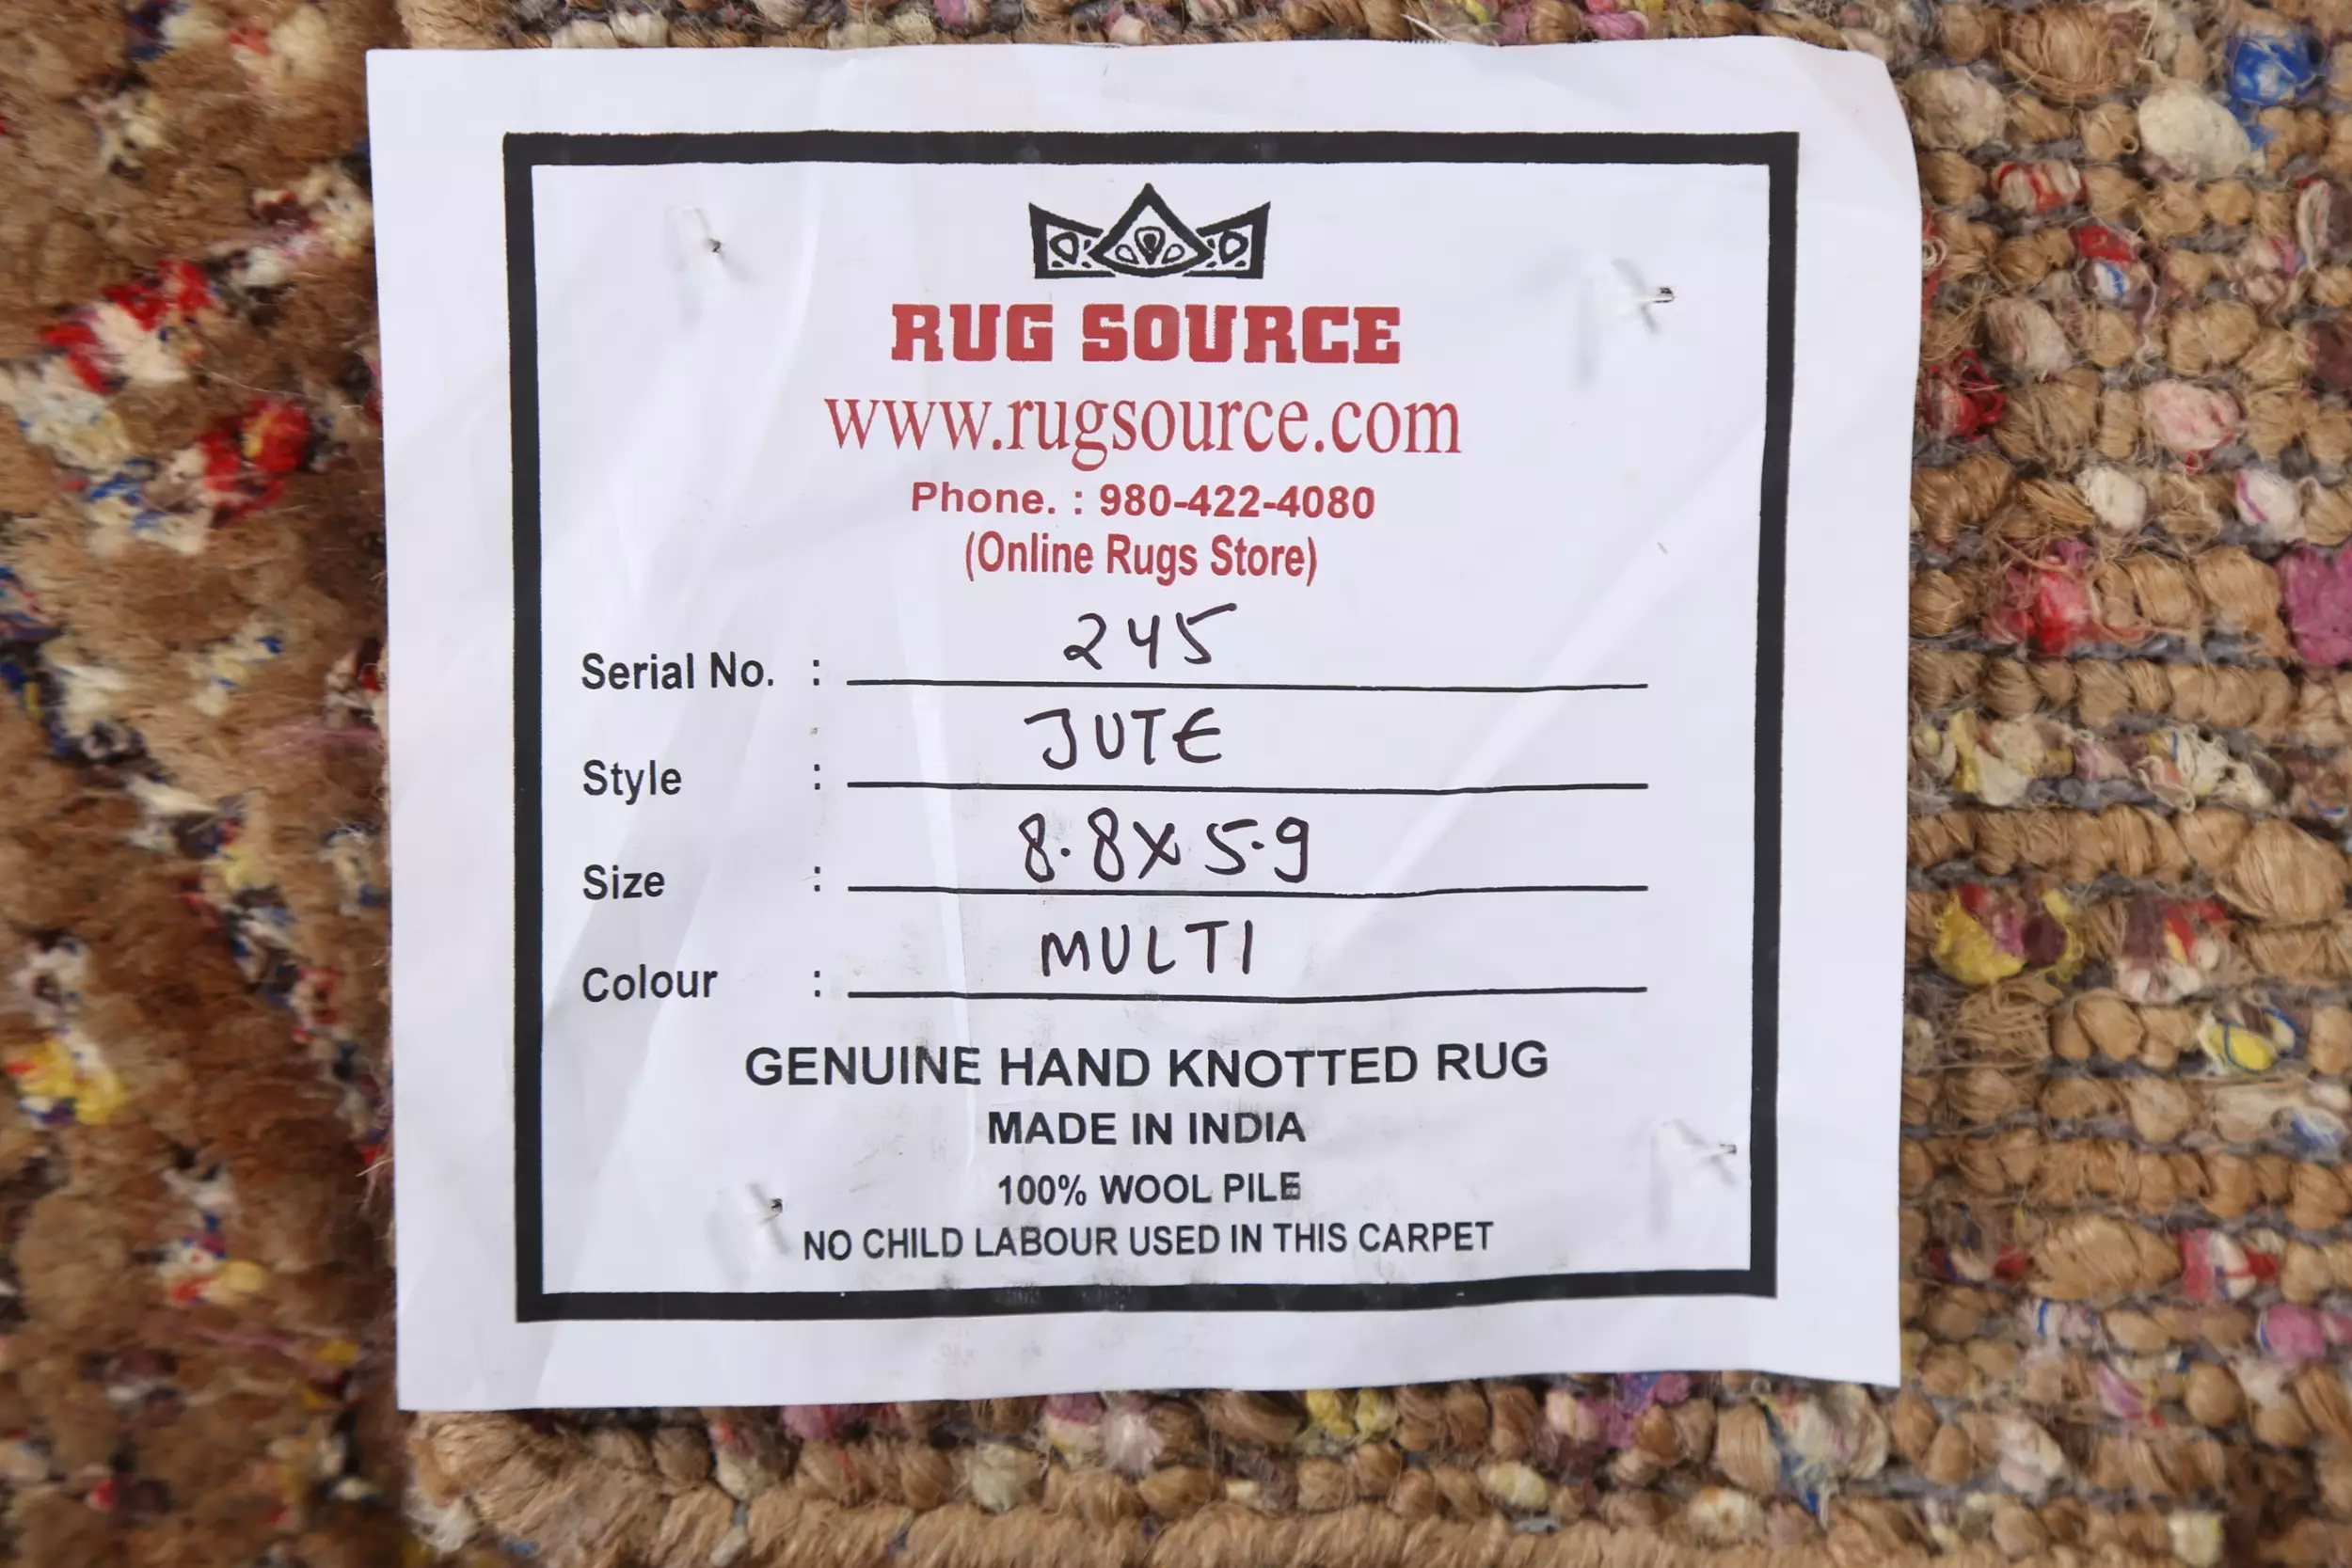 RUG SOURCE
www.rugsource.com
Phone. : 980-422-4080
(Online Rugs Store)
Serial No. : 245
Style : JUTE
Size : 8.8X5.9
Colour : MULTI
GENUINE HAND KNOTTED RUG
MADE IN INDIA
100% WOOL PILE
NO CHILD LABOUR USED IN THIS CARPET